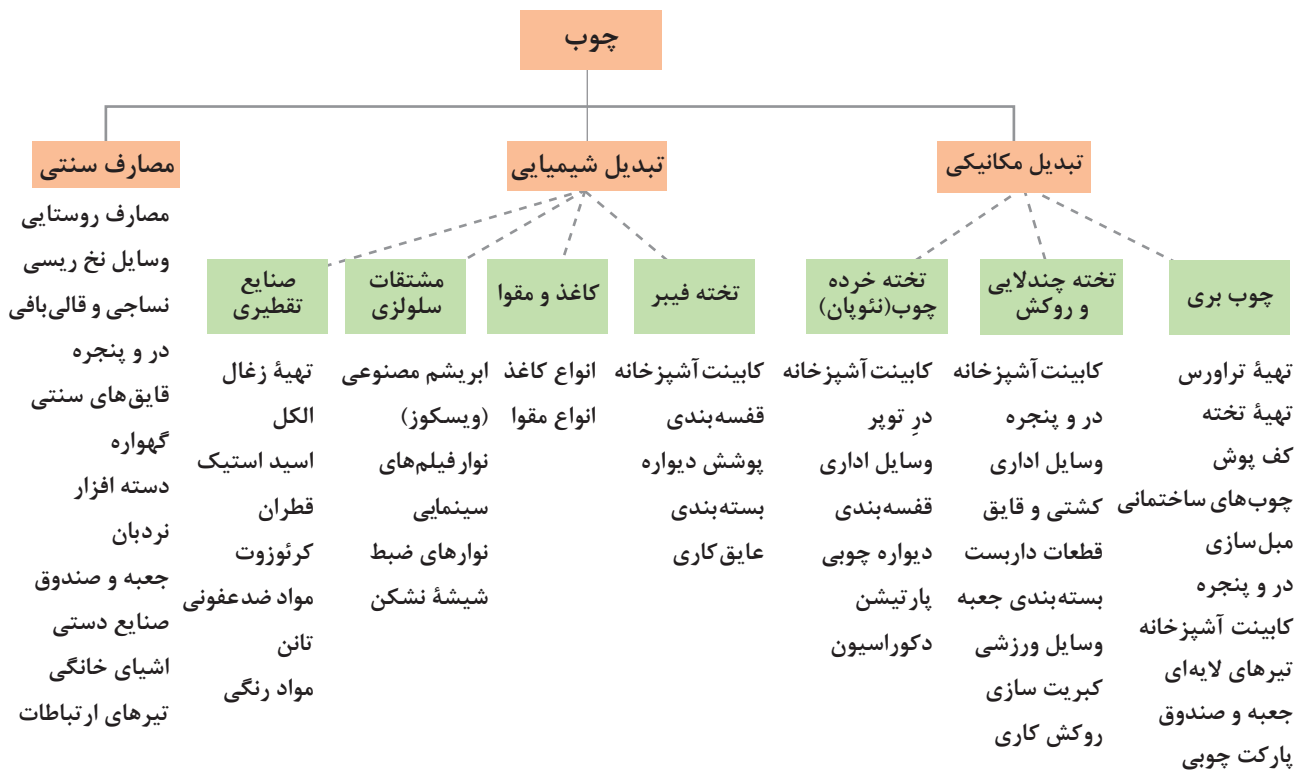 چوب
تبدیل مکانیکی
تبدیل شیمیایی
مصارف سنتی
چوب بری
تهیۀ تراورس
تهیۀ تخته
کف پوش
چوب‌های ساختمانی
مبل‌سازی
در و پنجره
کابینت آشپزخانه
تیرهای لایه‌ای
جعبه و صندوق
پارکت چوبی
تخته چندلایی
و روکش
کابینت آشپزخانه
در و پنجره
وسایل اداری
کشتی و قایق
قطعات داربست
بسته‌بندی جعبه
وسایل ورزشی
کبریت سازی
روکش کاری
تخته خرده
چوب(نئوپان)
کابینت آشپزخانه
درِ توپر
وسایل اداری
قفسه‌بندی
دیواره چوبی
پارتیشن
دکوراسیون
تخته فیبر
کابینت آشپزخانه
قفسه‌بندی
پوشش دیواره
بسته‌بندی
عایق‌کاری
کاغذ و مقوا
انواع کاغذ
انواع مقوا
مشتقات
سلولزی
ابریشم مصنوعی
(ویسکوز)
نوارفیلم‌های
سینمایی
نوارهای ضبط
شیشۀ نشکن
صنایع
تقطیری
تهیۀ زغال
الکل
اسید استیک
قطران
کرئوزوت
مواد ضدعفونی
تانن
مواد رنگی
مصارف روستایی
وسایل نخ ریسی
نساجی و قالی‌بافی
در و پنجره
قایق‌های سنتی
گهواره
دسته افزار
نردبان
جعبه و صندوق
صنایع دستی
اشیای خانگی
تیرهای ارتباطات